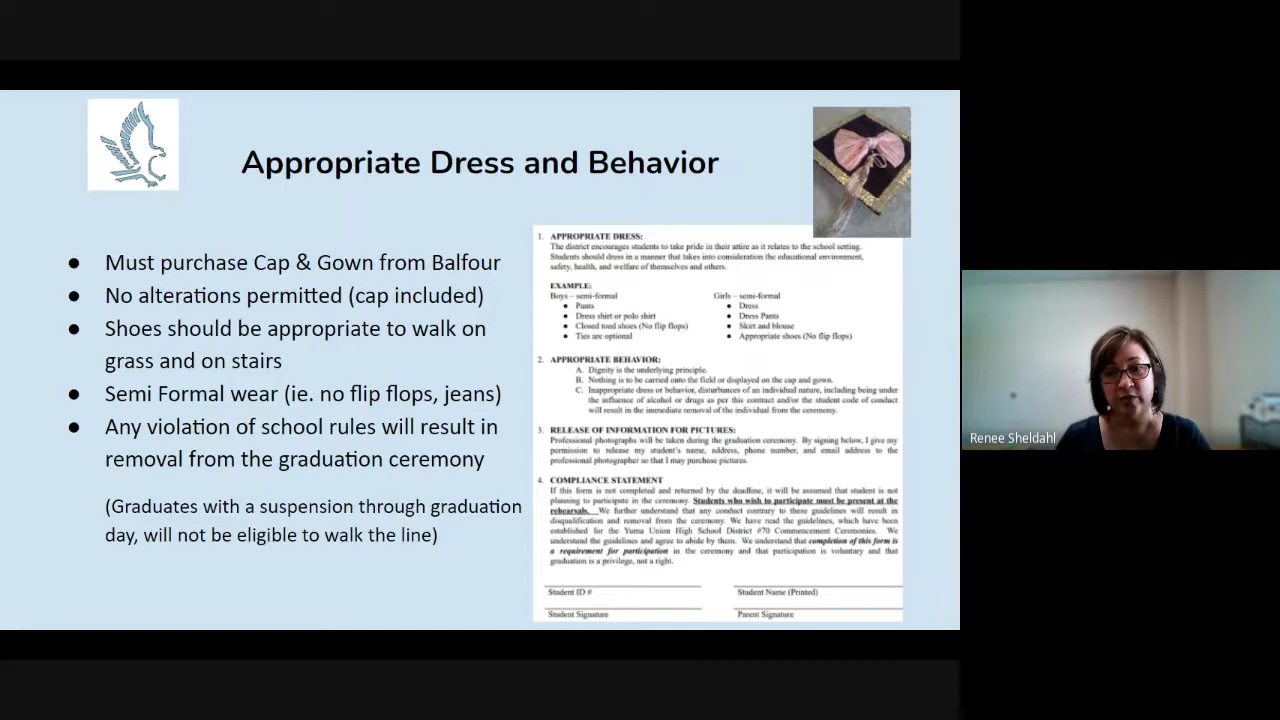 Appropriate Dress and Behavior
● Must purchase Cap & Gown from Balfour
● No alterations permitted (cap included)
● Shoes should be appropriate to walk on
grass and on stairs
● Semi Formal wear (ie. no flip flops, jeans)
● Any violation of school rules will result in
removal from the graduation ceremony
(Graduates with a suspension through graduation
day, will not be eligible to walk the line)
1. APPROPRIATE DRESS:
The district encourages students to take pride in their attire as it relates to the school setting.
Students should dress in a manner that takes into consideration the educational environment,
safety, health, and welfare of themselves and others.
EXAMPLE:
Boys – semi-formal
● Pants
● Dress shirt or polo shirt
● Closed toed shoes (No flip flops)
● Ties are optional
Girls – semi-formal
● Dress
● Dress Pants
● Skirt and blouse
● Appropriate shoes (No flip flops)
2. APPROPRIATE BEHAVIOR:
A. Dignity is the underlying principle.
B. Nothing is to be carried onto the field or displayed on the cap and gown.
C. Inappropriate dress or behavior, disturbances of an individual nature, including being under
the influence of alcohol or drugs as per this contract and/or the student code of conduct
will result in the immediate removal of the individual from the ceremony.
3. RELEASE OF INFORMATION FOR PICTURES:
Professional photographs will be taken during the graduation ceremony. By signing below, I give my
permission to release my student's name, address, phone number, and email address to the
professional photographer so that I may purchase pictures.
4. COMPLIANCE STATEMENT
If this form is not completed and returned by the deadline, it will be assumed that student is not
planning to participate in the ceremony. Students who wish to participate must be present at the
rehearsals. We further understand that any conduct contrary to these guidelines will result in
disqualification and removal from the ceremony. We have read the guidelines, which have been
established for the Yuma Union High School District #70 Commencement Ceremonies. We
understand the guidelines and agree to abide by them. We understand that completion of this form is
a requirement for participation in the ceremony and that participation is voluntary and that
graduation is a privilege, not a right.
Student ID # Student Name (Printed)
Student Signature Parent Signature
Renee Sheldahl